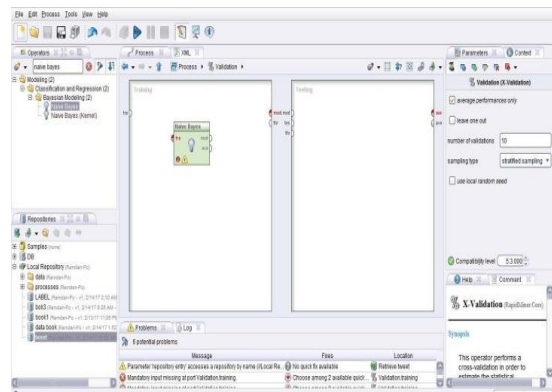 File Edit Process Tools View Help
Operators
naive bayes
Modeling (2)
Classification and Regression (2)
Bayesian Modeling (2)
Naive Bayes
Naive Bayes (Kernel)
Repositories
Samples (none)
DB
Local Repository
data
processes
LABEL
book1
data book
tweet
Process
XML
Process Validation
Training
Naive Bayes
tra
mod
exa
Testing
Problems
Log
6 potential problems
Message Fixes Location
Parameter 'repository entry' accesses a repository by name (//Local Re... No quick fix available Retrieve tweet
Mandatory input missing at port Validation.training. Choose among 2 available quick... Validation.training
Parameters
Context
Validation (X-Validation)
average performances only
leave one out
number of validations 10
sampling type stratified sampling
use local random seed
Compatibility level 5.3.000
Help
Comment
X-Validation (RapidMiner Core)
Synopsis
This operator performs a
cross-validation in order to
estimate the statistical